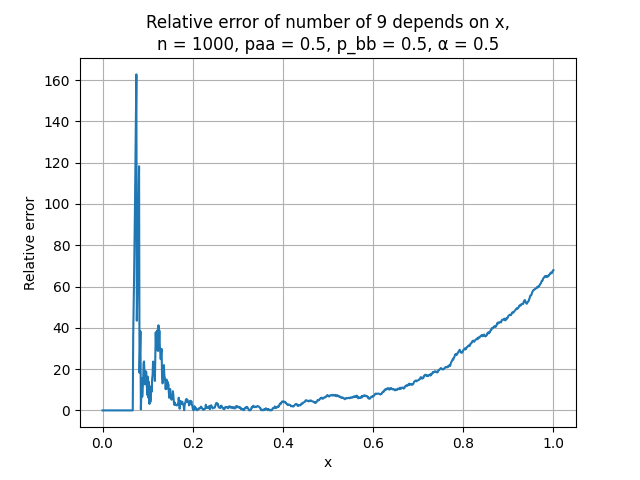 Relative error of number of 9 depends on x,
n = 1000, paa = 0.5, p_bb = 0.5, α = 0.5
160
140
120
100
80
60
40
20
0
Relative error
0.0 0.2 0.4 0.6 0.8 1.0
x